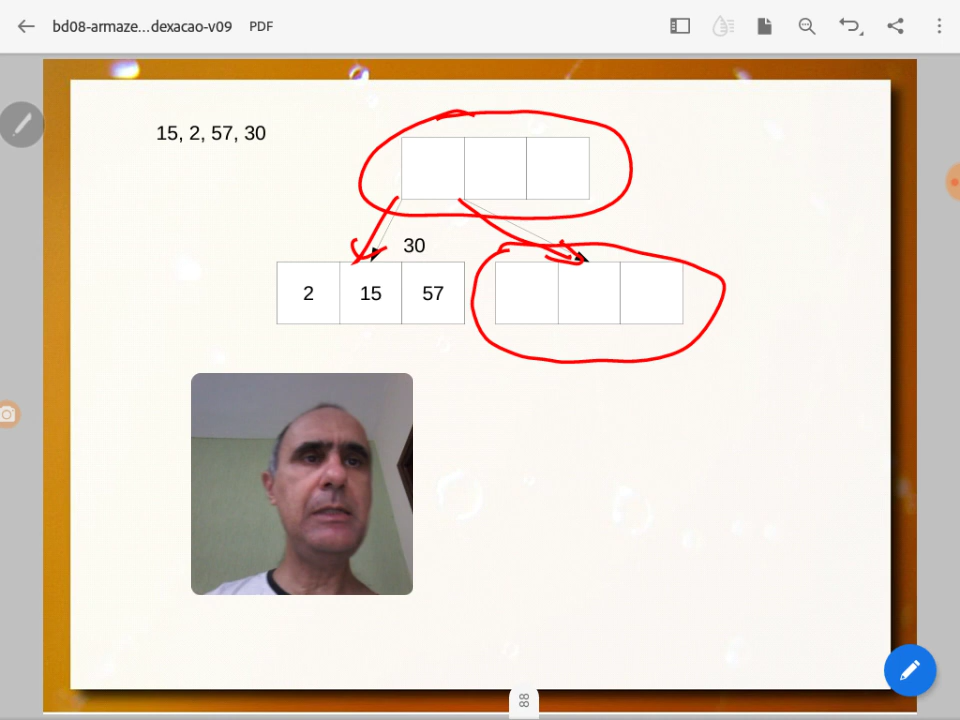 bd08-armaze...dexacao-v09 PDF
15, 2, 57, 30
30
2 15 57
88